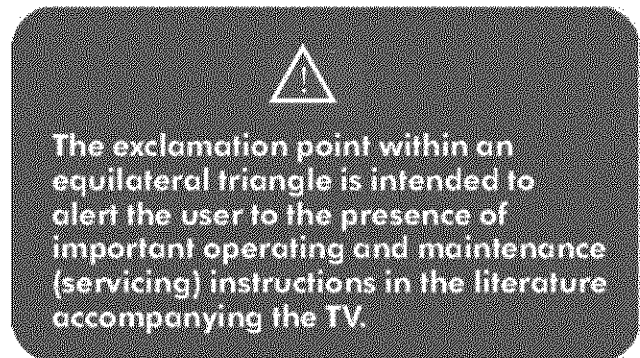 The exclamation point within an
equilateral triangle is intended to
alert the user to the presence of
important operating and maintenance
(servicing) instructions in the literature
accompanying the TV.